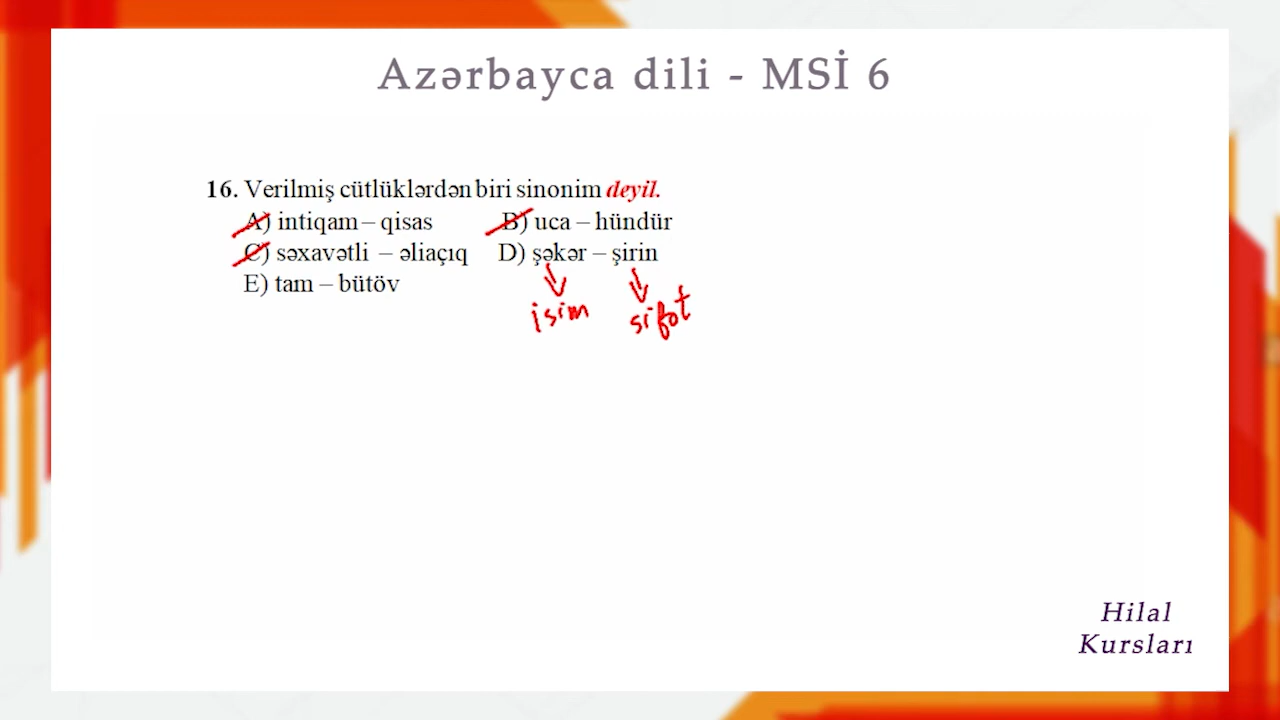 Azərbayca dili - MSİ 6
16. Verilmiş cütlüklərdən biri sinonim deyil.
A) intiqam – qisas B) uca – hündür
C) səxavətli – əliaçıq D) şəkər – şirin
E) tam – bütöv
isim sifət
Hilal
Kursları